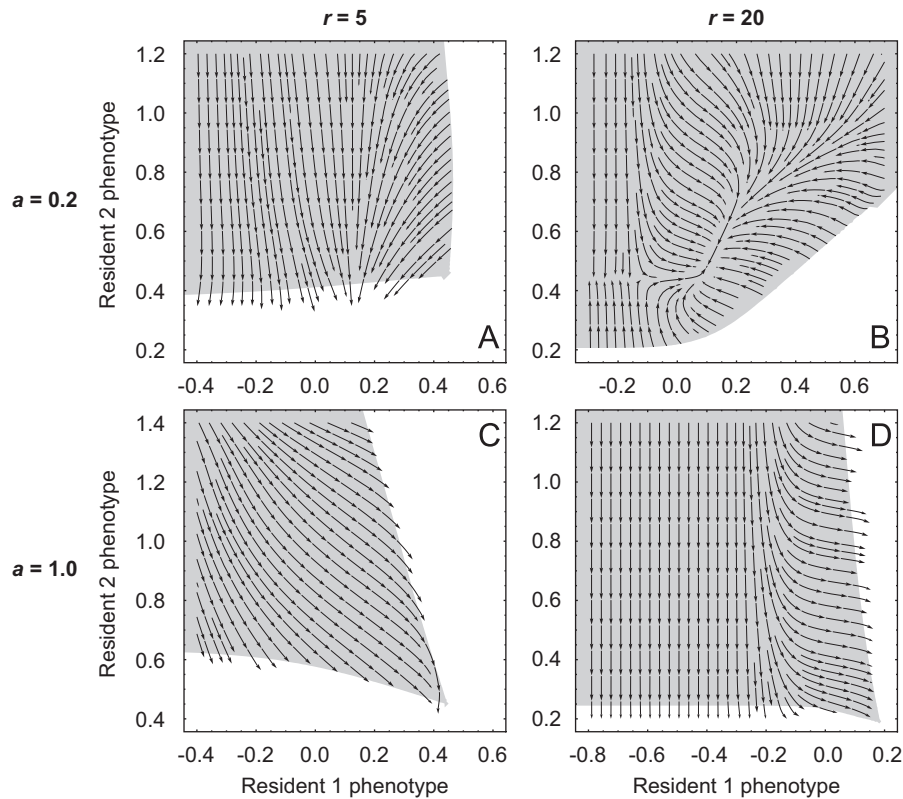 r = 5
r = 20
a = 0.2
Resident 2 phenotype
1.2
1.0
0.8
0.6
0.4
0.2
A
-0.4 -0.2 0.0 0.2 0.4 0.6
1.2
1.0
0.8
0.6
0.4
0.2
B
-0.2 0.0 0.2 0.4 0.6
a = 1.0
Resident 2 phenotype
1.4
1.2
1.0
0.8
0.6
0.4
C
-0.4 -0.2 0.0 0.2 0.4 0.6
Resident 1 phenotype
1.2
1.0
0.8
0.6
0.4
0.2
D
-0.8 -0.6 -0.4 -0.2 0.0 0.2
Resident 1 phenotype